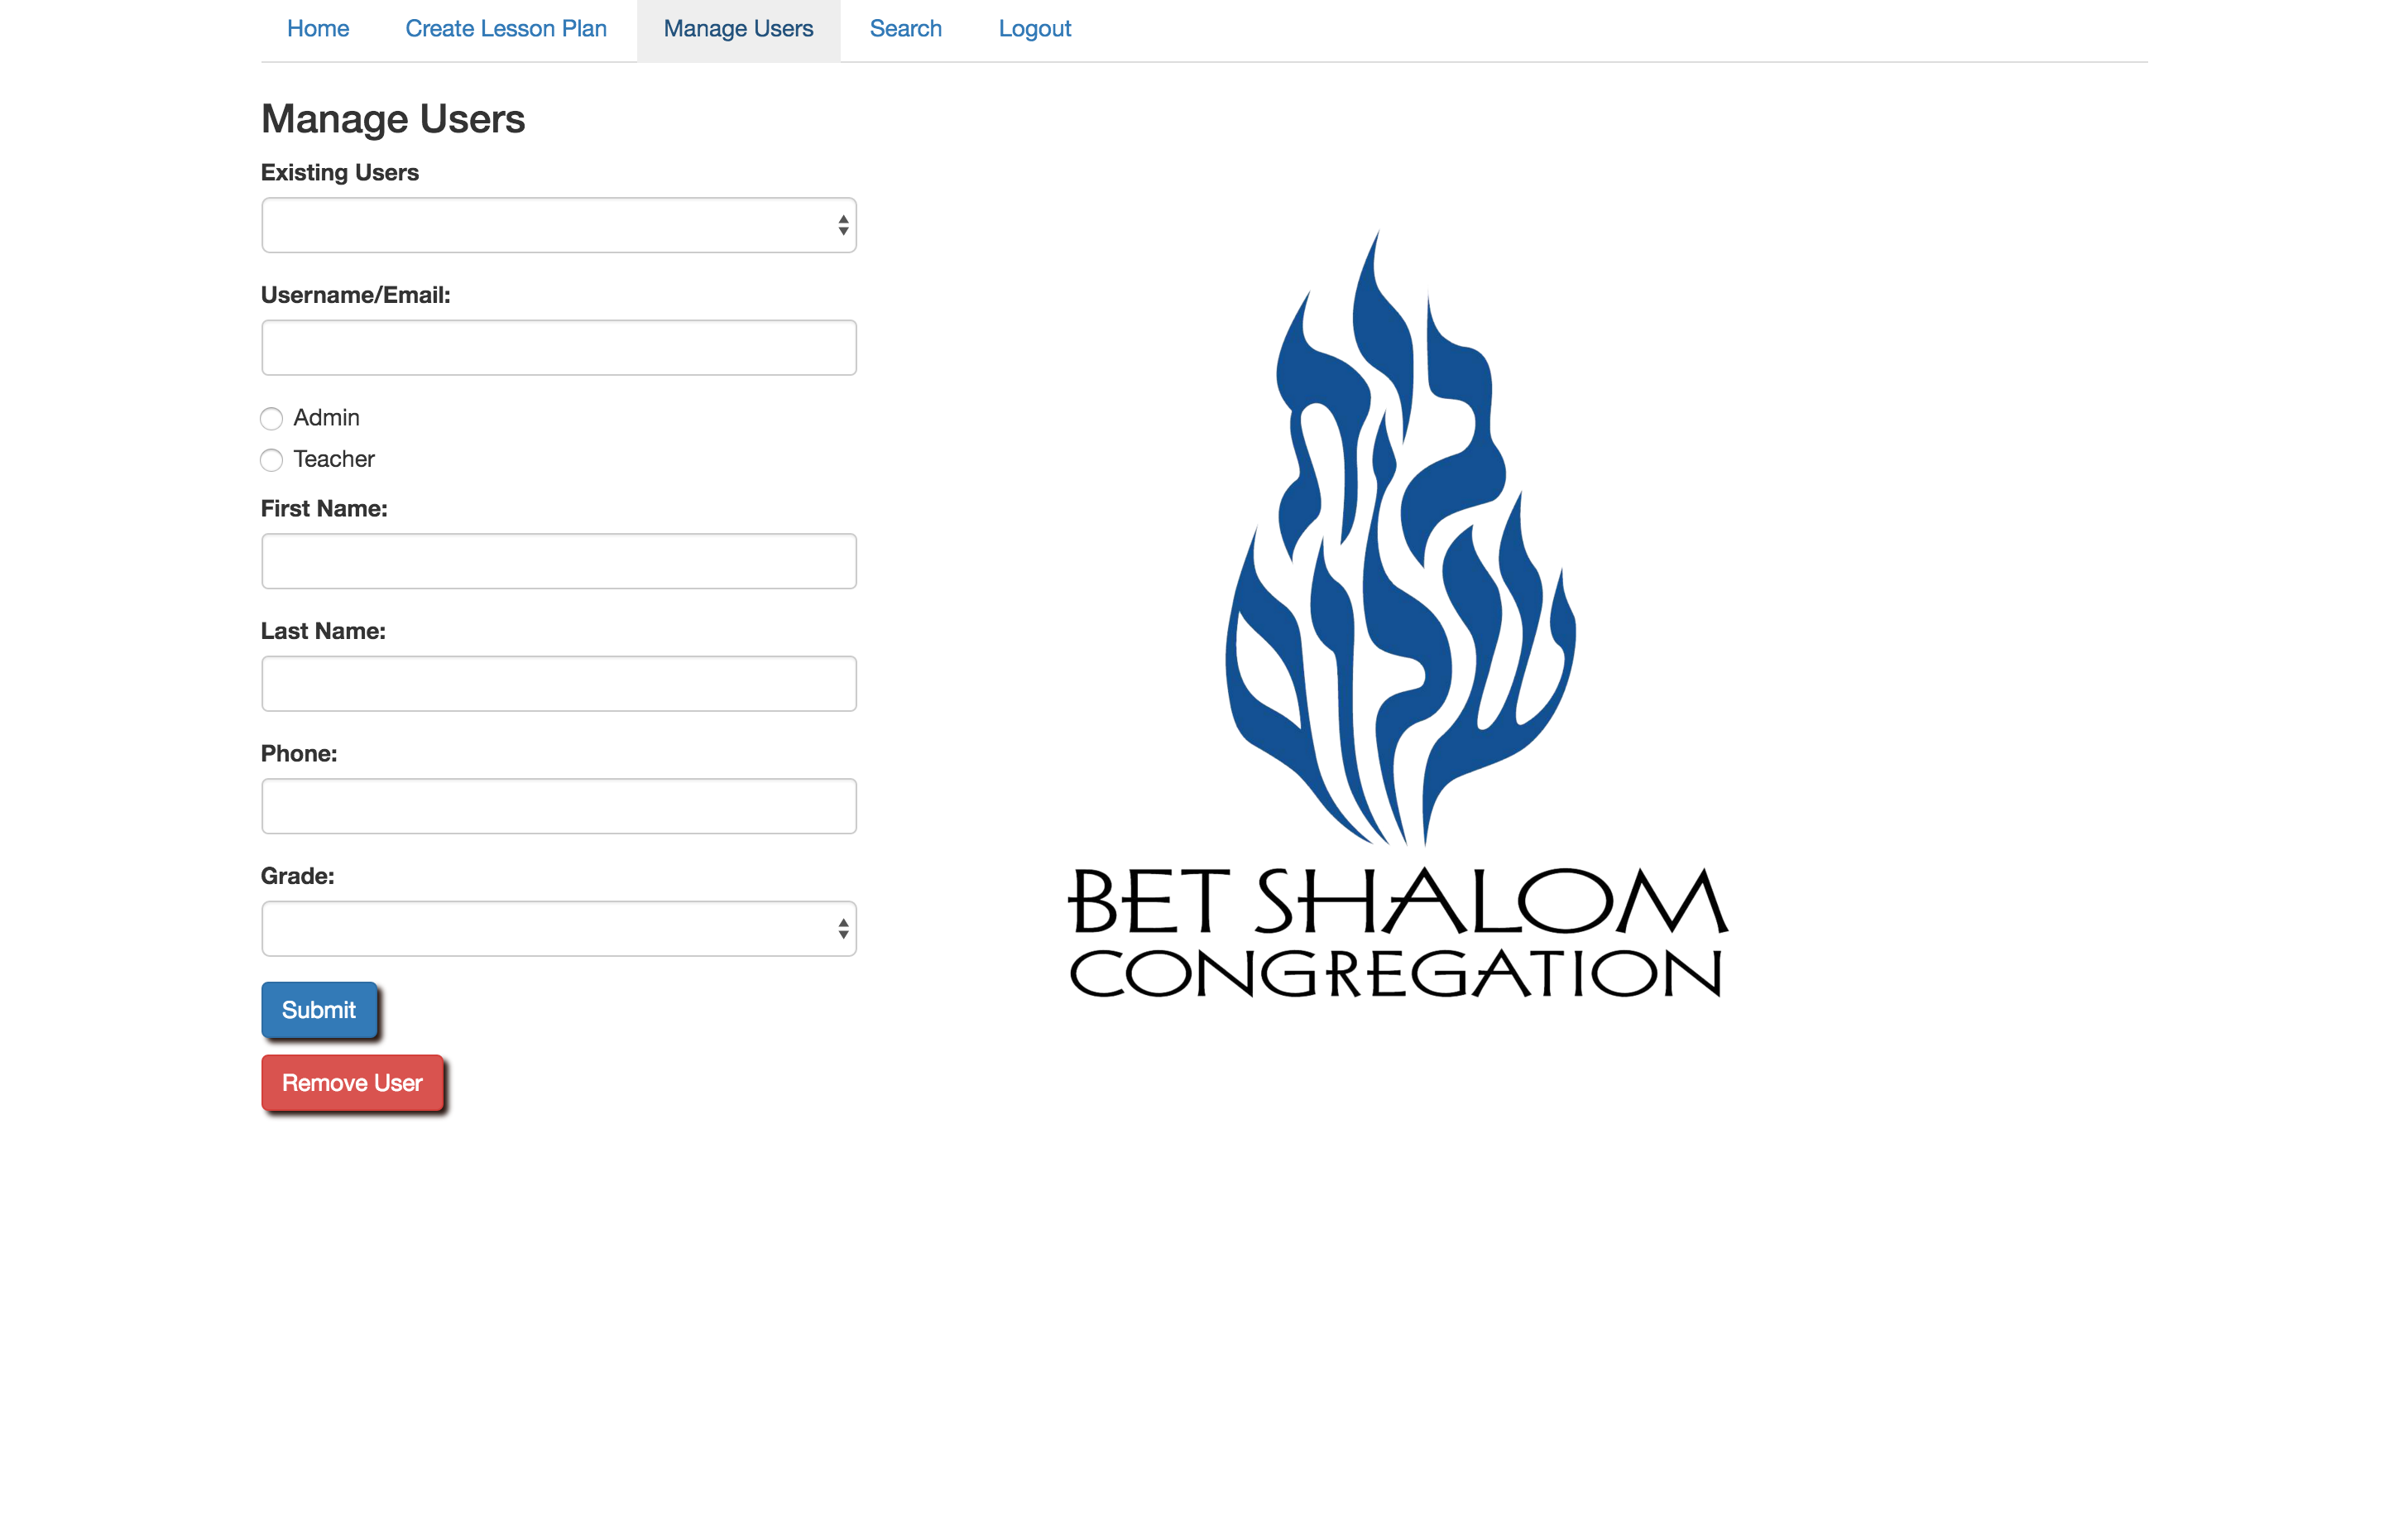 Home Create Lesson Plan Manage Users Search Logout
Manage Users
Existing Users
Username/Email:
Admin
Teacher
First Name:
Last Name:
Phone:
Grade:
Submit
Remove User
BET SHALOM
CONGREGATION